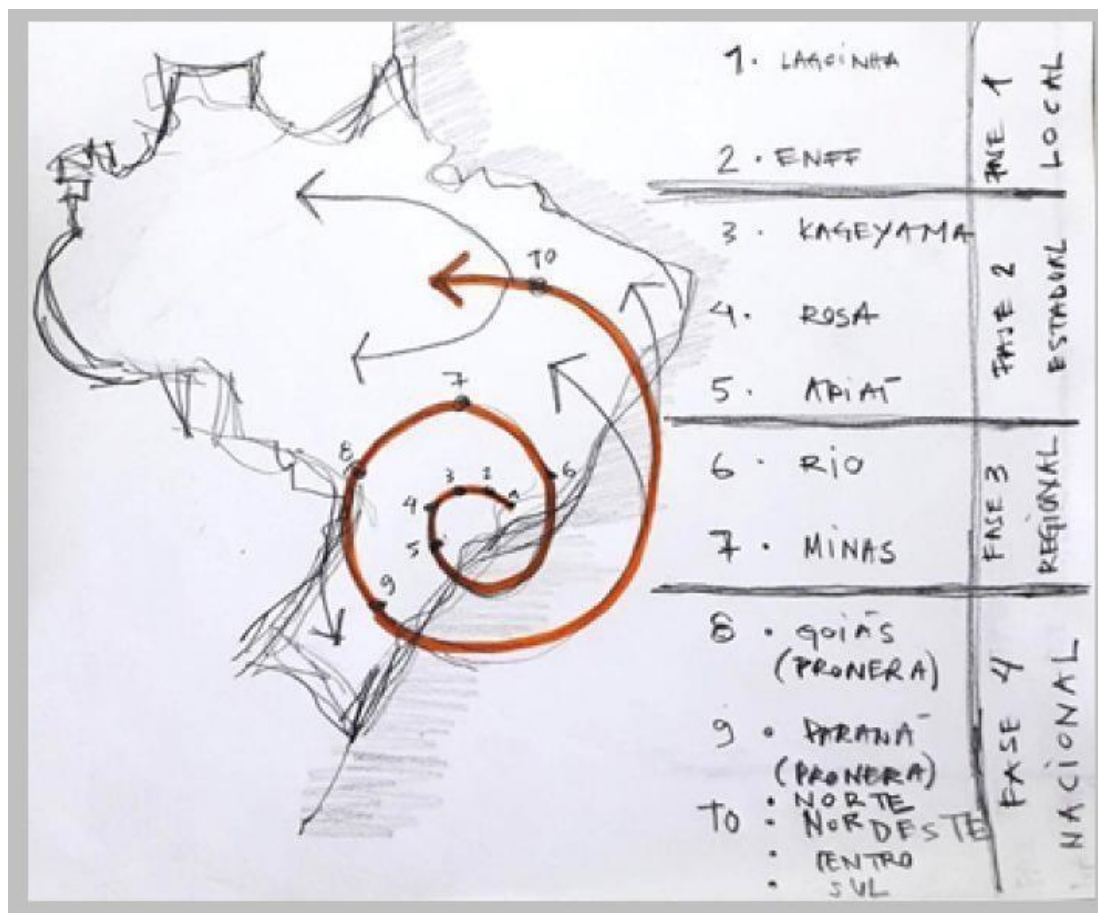 1. LAGOINHA
2. ENFF
3. KAGEYAMA
4. ROSA
5. APIAÍ
6. RIO
7. MINAS
8. GOIÁS
(PRONERA)
9. PARANÁ
(PRONERA)
10 • NORTE
• NORDESTE
• CENTRO
• SUL
FASE 1
LOCAL
FASE 2
ESTADUAL
FASE 3
REGIONAL
FASE 4
NACIONAL
10
7
8
6
3
2
1
4
5
9